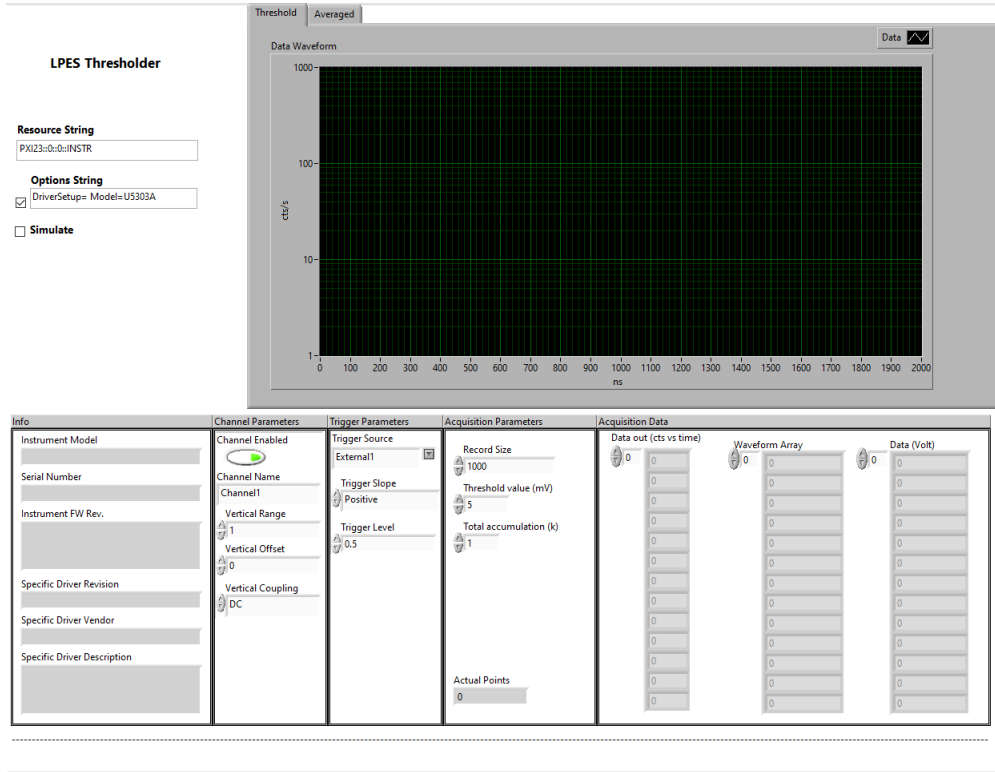 Threshold
Averaged
LPES Thresholder
Data
Data Waveform
1000
100
10
1
cts/s
0 100 200 300 400 500 600 700 800 900 1000 1100 1200 1300 1400 1500 1600 1700 1800 1900 2000
ns
Resource String
PXI23::0::0::INSTR
Options String
DriverSetup= Model=U5303A
Simulate
Info
Instrument Model
Serial Number
Instrument FW Rev.
Specific Driver Revision
Specific Driver Vendor
Specific Driver Description
Channel Parameters
Channel Enabled
Channel Name
Channel1
Vertical Range
1
Vertical Offset
0
Vertical Coupling
DC
Trigger Parameters
Trigger Source
External1
Trigger Slope
Positive
Trigger Level
0.5
Acquisition Parameters
Record Size
1000
Threshold value (mV)
5
Total accumulation (k)
1
Actual Points
0
Acquisition Data
Data out (cts vs time)
0
0
0
0
0
0
0
0
0
0
0
0
0
0
Waveform Array
0
0
0
0
0
0
0
0
0
0
0
0
0
0
Data (Volt)
0
0
0
0
0
0
0
0
0
0
0
0
0
0